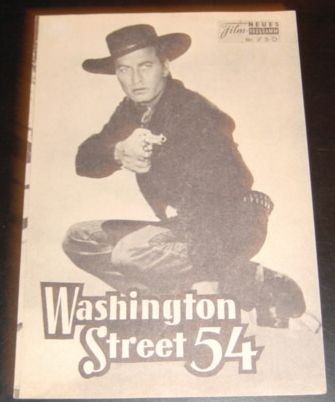 Film-
NEUES
PROGRAMM
Washington
Street 54